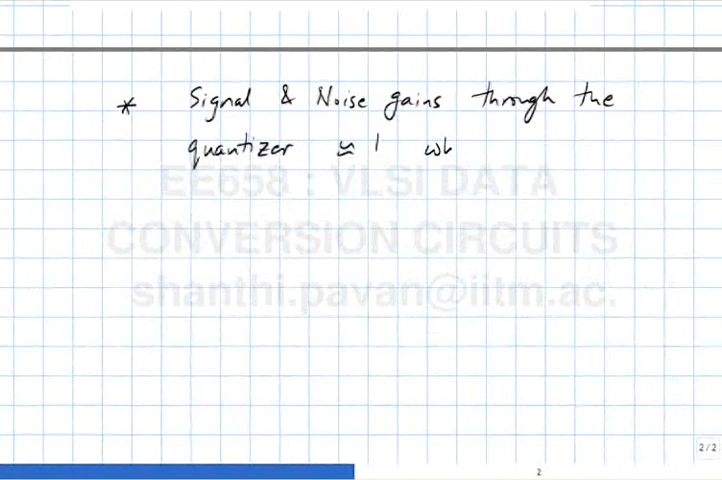 * Signal & Noise gains through the
quantizer ≃ 1 wh
EE658 : VLSI DATA
CONVERSION CIRCUITS
shanthi.pavan@iitm.ac.
2/2
2